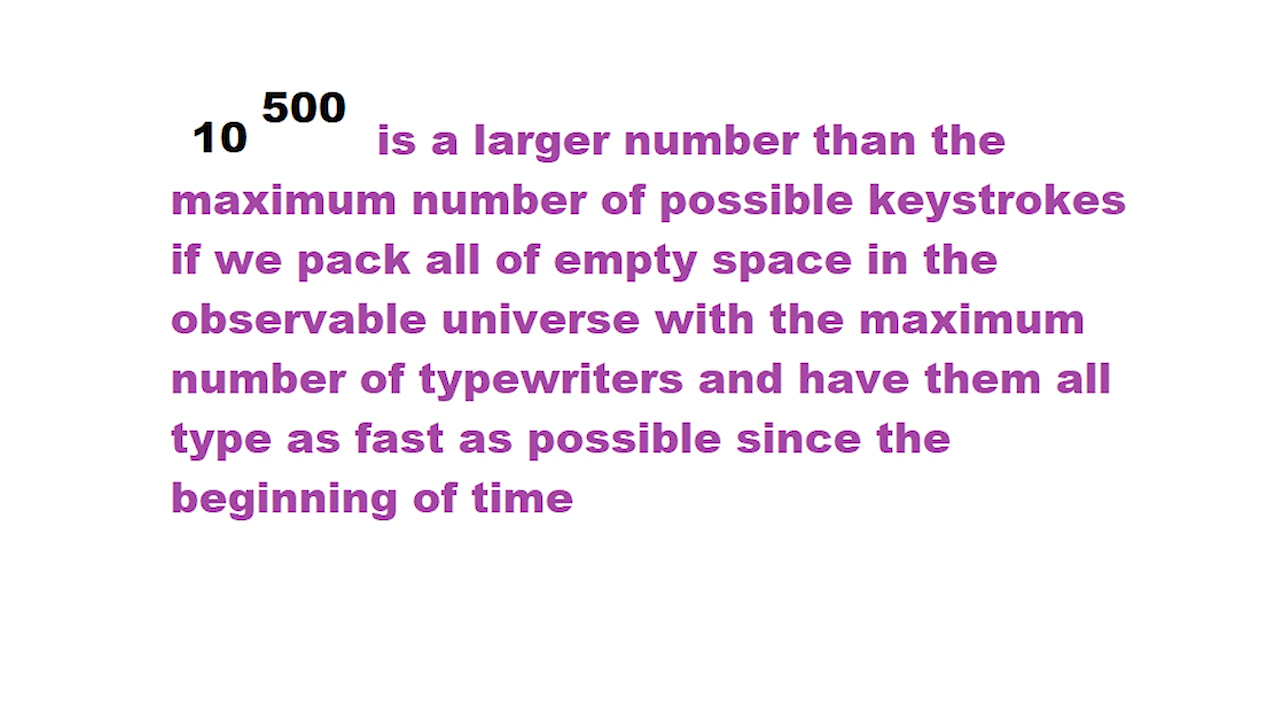 10 500 is a larger number than the
maximum number of possible keystrokes
if we pack all of empty space in the
observable universe with the maximum
number of typewriters and have them all
type as fast as possible since the
beginning of time